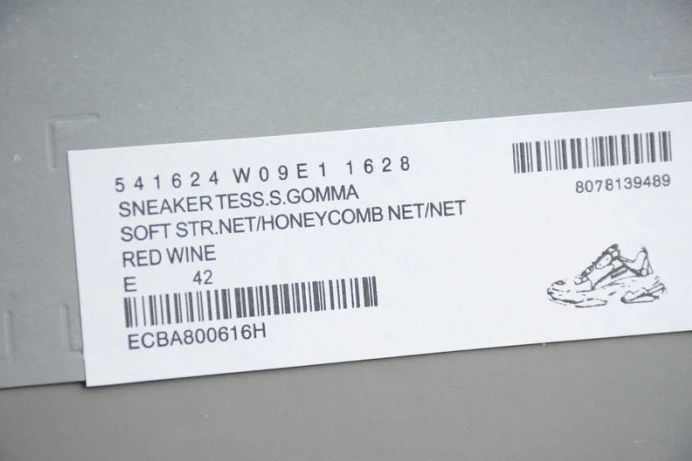 541624 W09E1 1628
SNEAKER TESS.S.GOMMA
SOFT STR.NET/HONEYCOMB NET/NET
RED WINE
E 42
ECBA800616H
8078139489